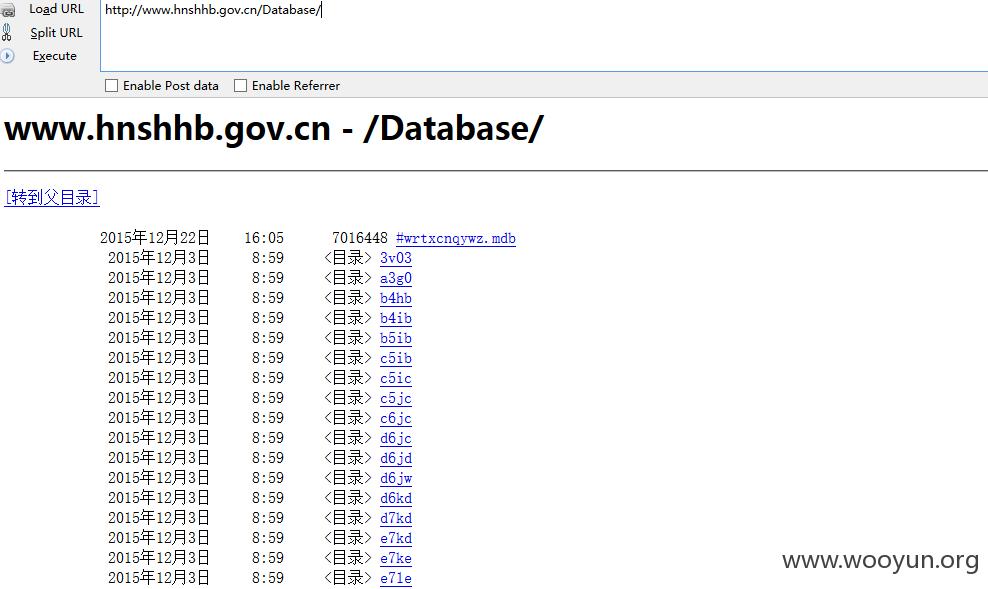 Load URL
http://www.hnshhb.gov.cn/Database/
Split URL
Execute
Enable Post data
Enable Referrer
www.hnshhb.gov.cn - /Database/
[转到父目录]
2015年12月22日 16:05 7016448 #wrtxcnqywz.mdb
2015年12月3日 8:59 <目录> 3v03
2015年12月3日 8:59 <目录> a3g0
2015年12月3日 8:59 <目录> b4hb
2015年12月3日 8:59 <目录> b4ib
2015年12月3日 8:59 <目录> b5ib
2015年12月3日 8:59 <目录> c5ib
2015年12月3日 8:59 <目录> c5ic
2015年12月3日 8:59 <目录> c5jc
2015年12月3日 8:59 <目录> c6jc
2015年12月3日 8:59 <目录> d6jc
2015年12月3日 8:59 <目录> d6jd
2015年12月3日 8:59 <目录> d6jw
2015年12月3日 8:59 <目录> d6kd
2015年12月3日 8:59 <目录> d7kd
2015年12月3日 8:59 <目录> e7kd
2015年12月3日 8:59 <目录> e7ke
2015年12月3日 8:59 <目录> e7le
www.wooyun.org